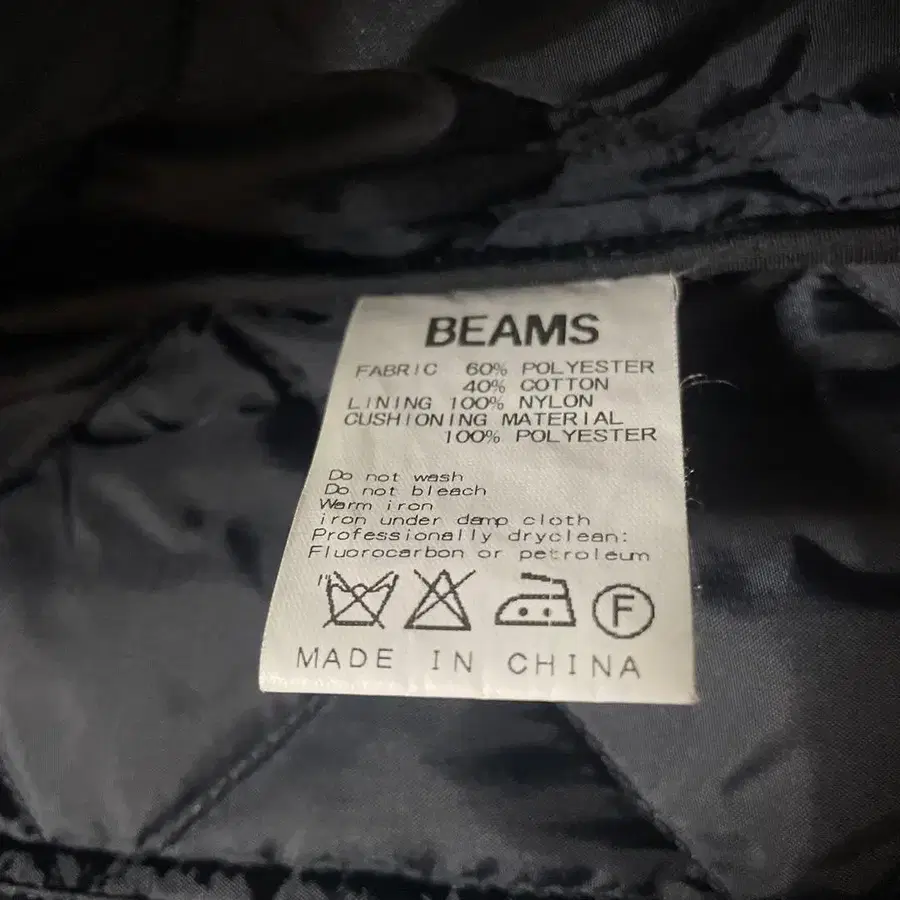 BEAMS
FABRIC 60% POLYESTER
40% COTTON
LINING 100% NYLON
CUSHIONING MATERIAL
100% POLYESTER
Do not wash
Do not bleach
Warm iron
iron under damp cloth
Professionally dryclean:
Fluorocarbon or petroleum
F
MADE IN CHINA